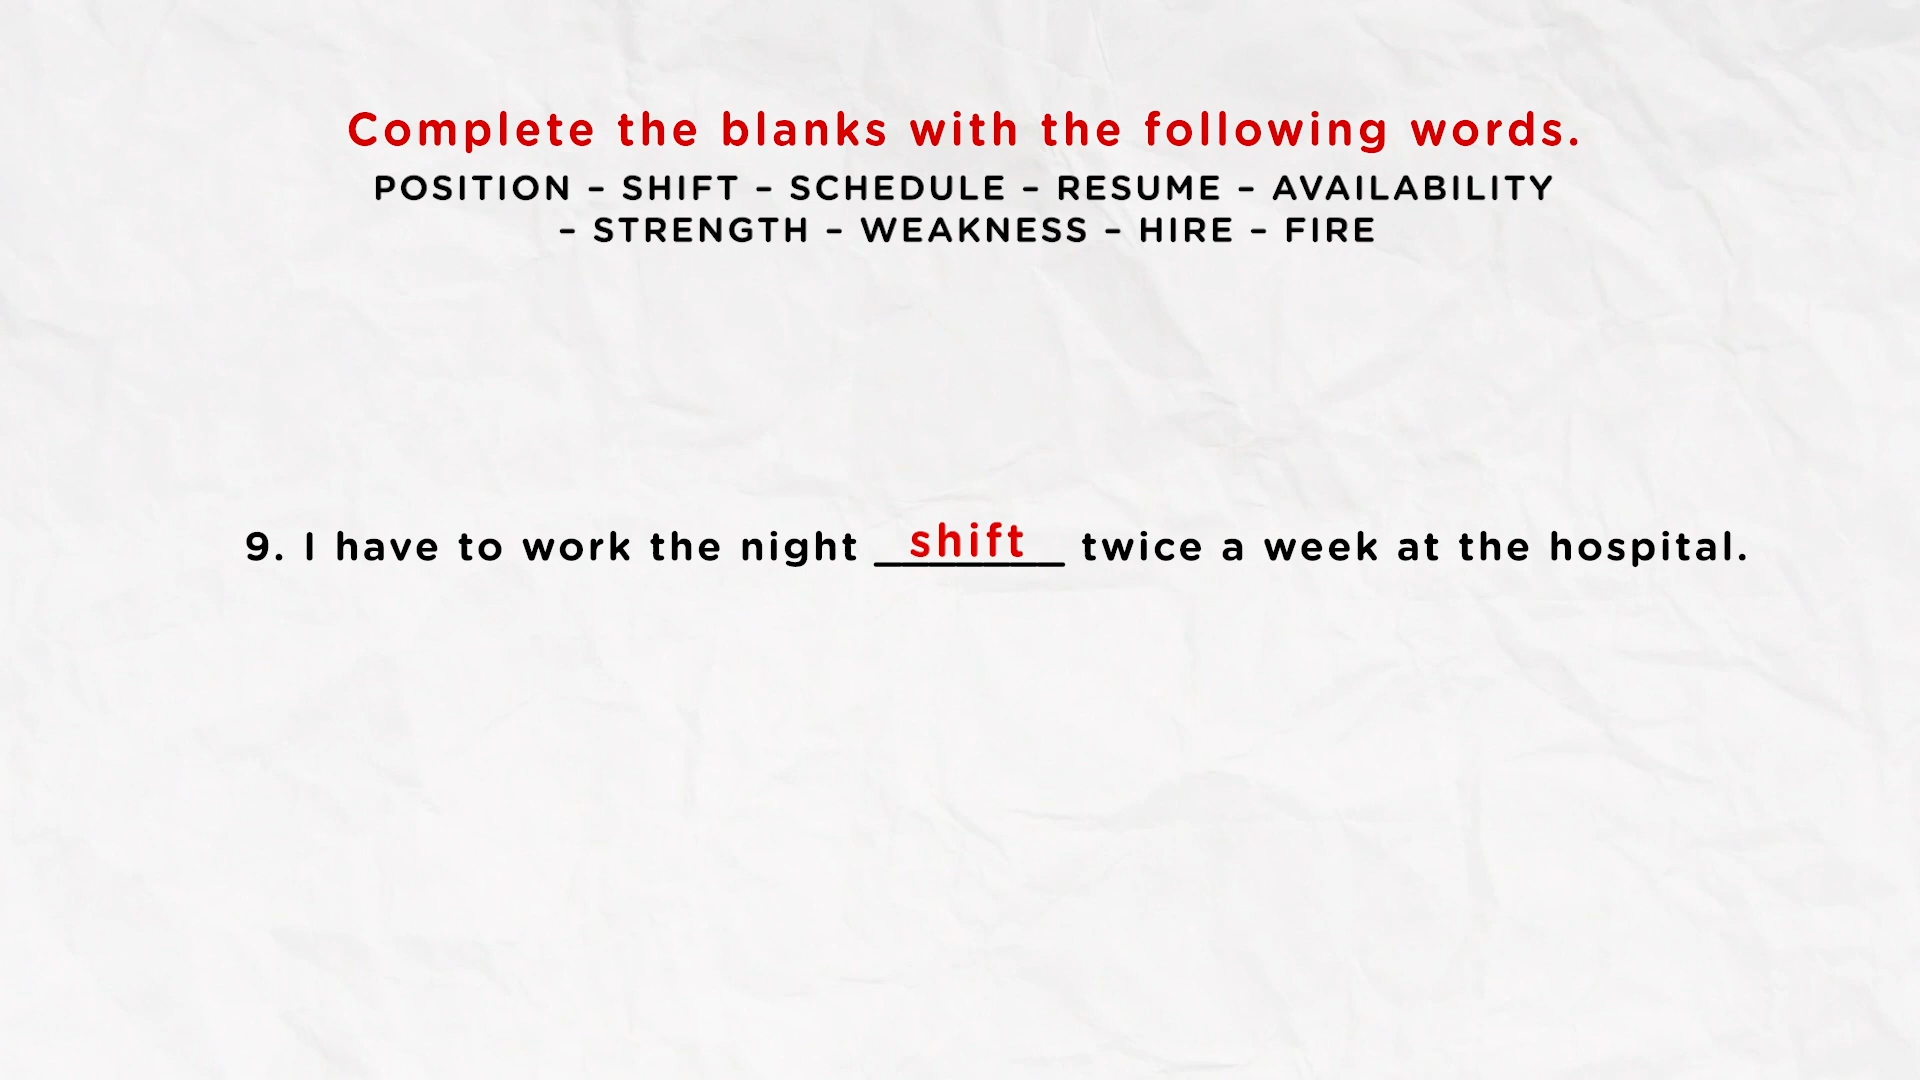 Complete the blanks with the following words.
POSITION – SHIFT – SCHEDULE – RESUME – AVAILABILITY
– STRENGTH – WEAKNESS – HIRE – FIRE
9. I have to work the night shift twice a week at the hospital.